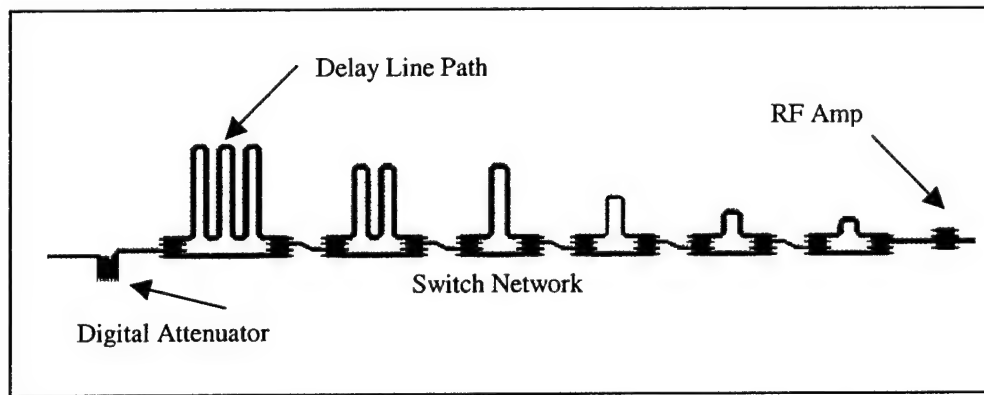 Delay Line Path
RF Amp
Switch Network
Digital Attenuator